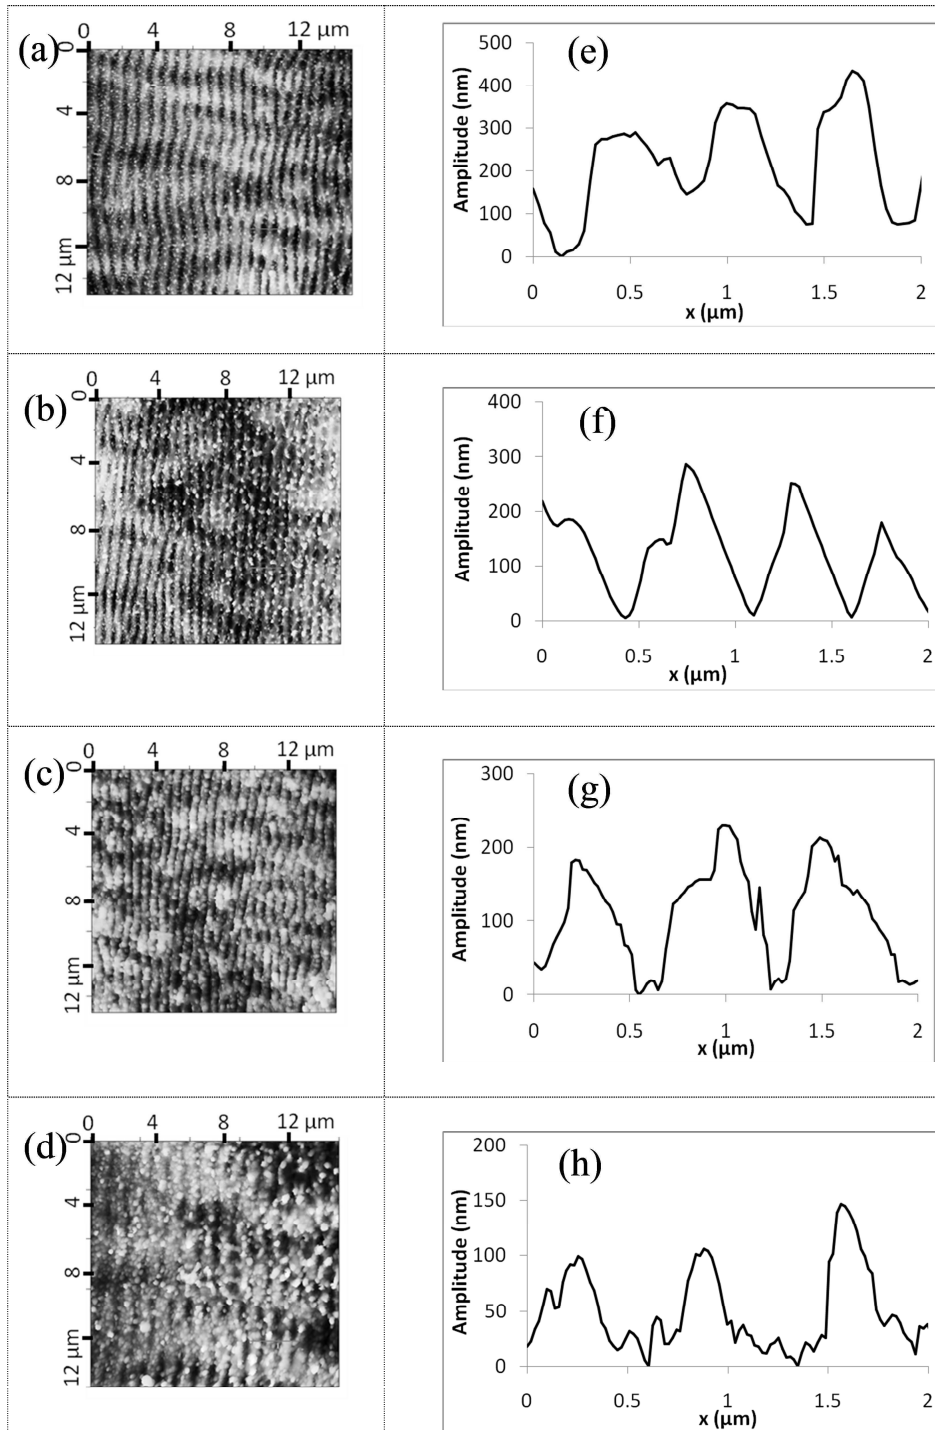 (a)
0 4 8 12 μm
0
4
8
12 μm
(e)
Amplitude (nm)
500
400
300
200
100
0
0 0.5 1 1.5 2
x (μm)
(b)
0 4 8 12 μm
0
4
8
12 μm
(f)
Amplitude (nm)
400
300
200
100
0
0 0.5 1 1.5 2
x (μm)
(c)
0 4 8 12 μm
0
4
8
12 μm
(g)
Amplitude (nm)
300
200
100
0
0 0.5 1 1.5 2
x (μm)
(d)
0 4 8 12 μm
0
4
8
12 μm
(h)
Amplitude (nm)
200
150
100
50
0
0 0.5 1 1.5 2
x (μm)